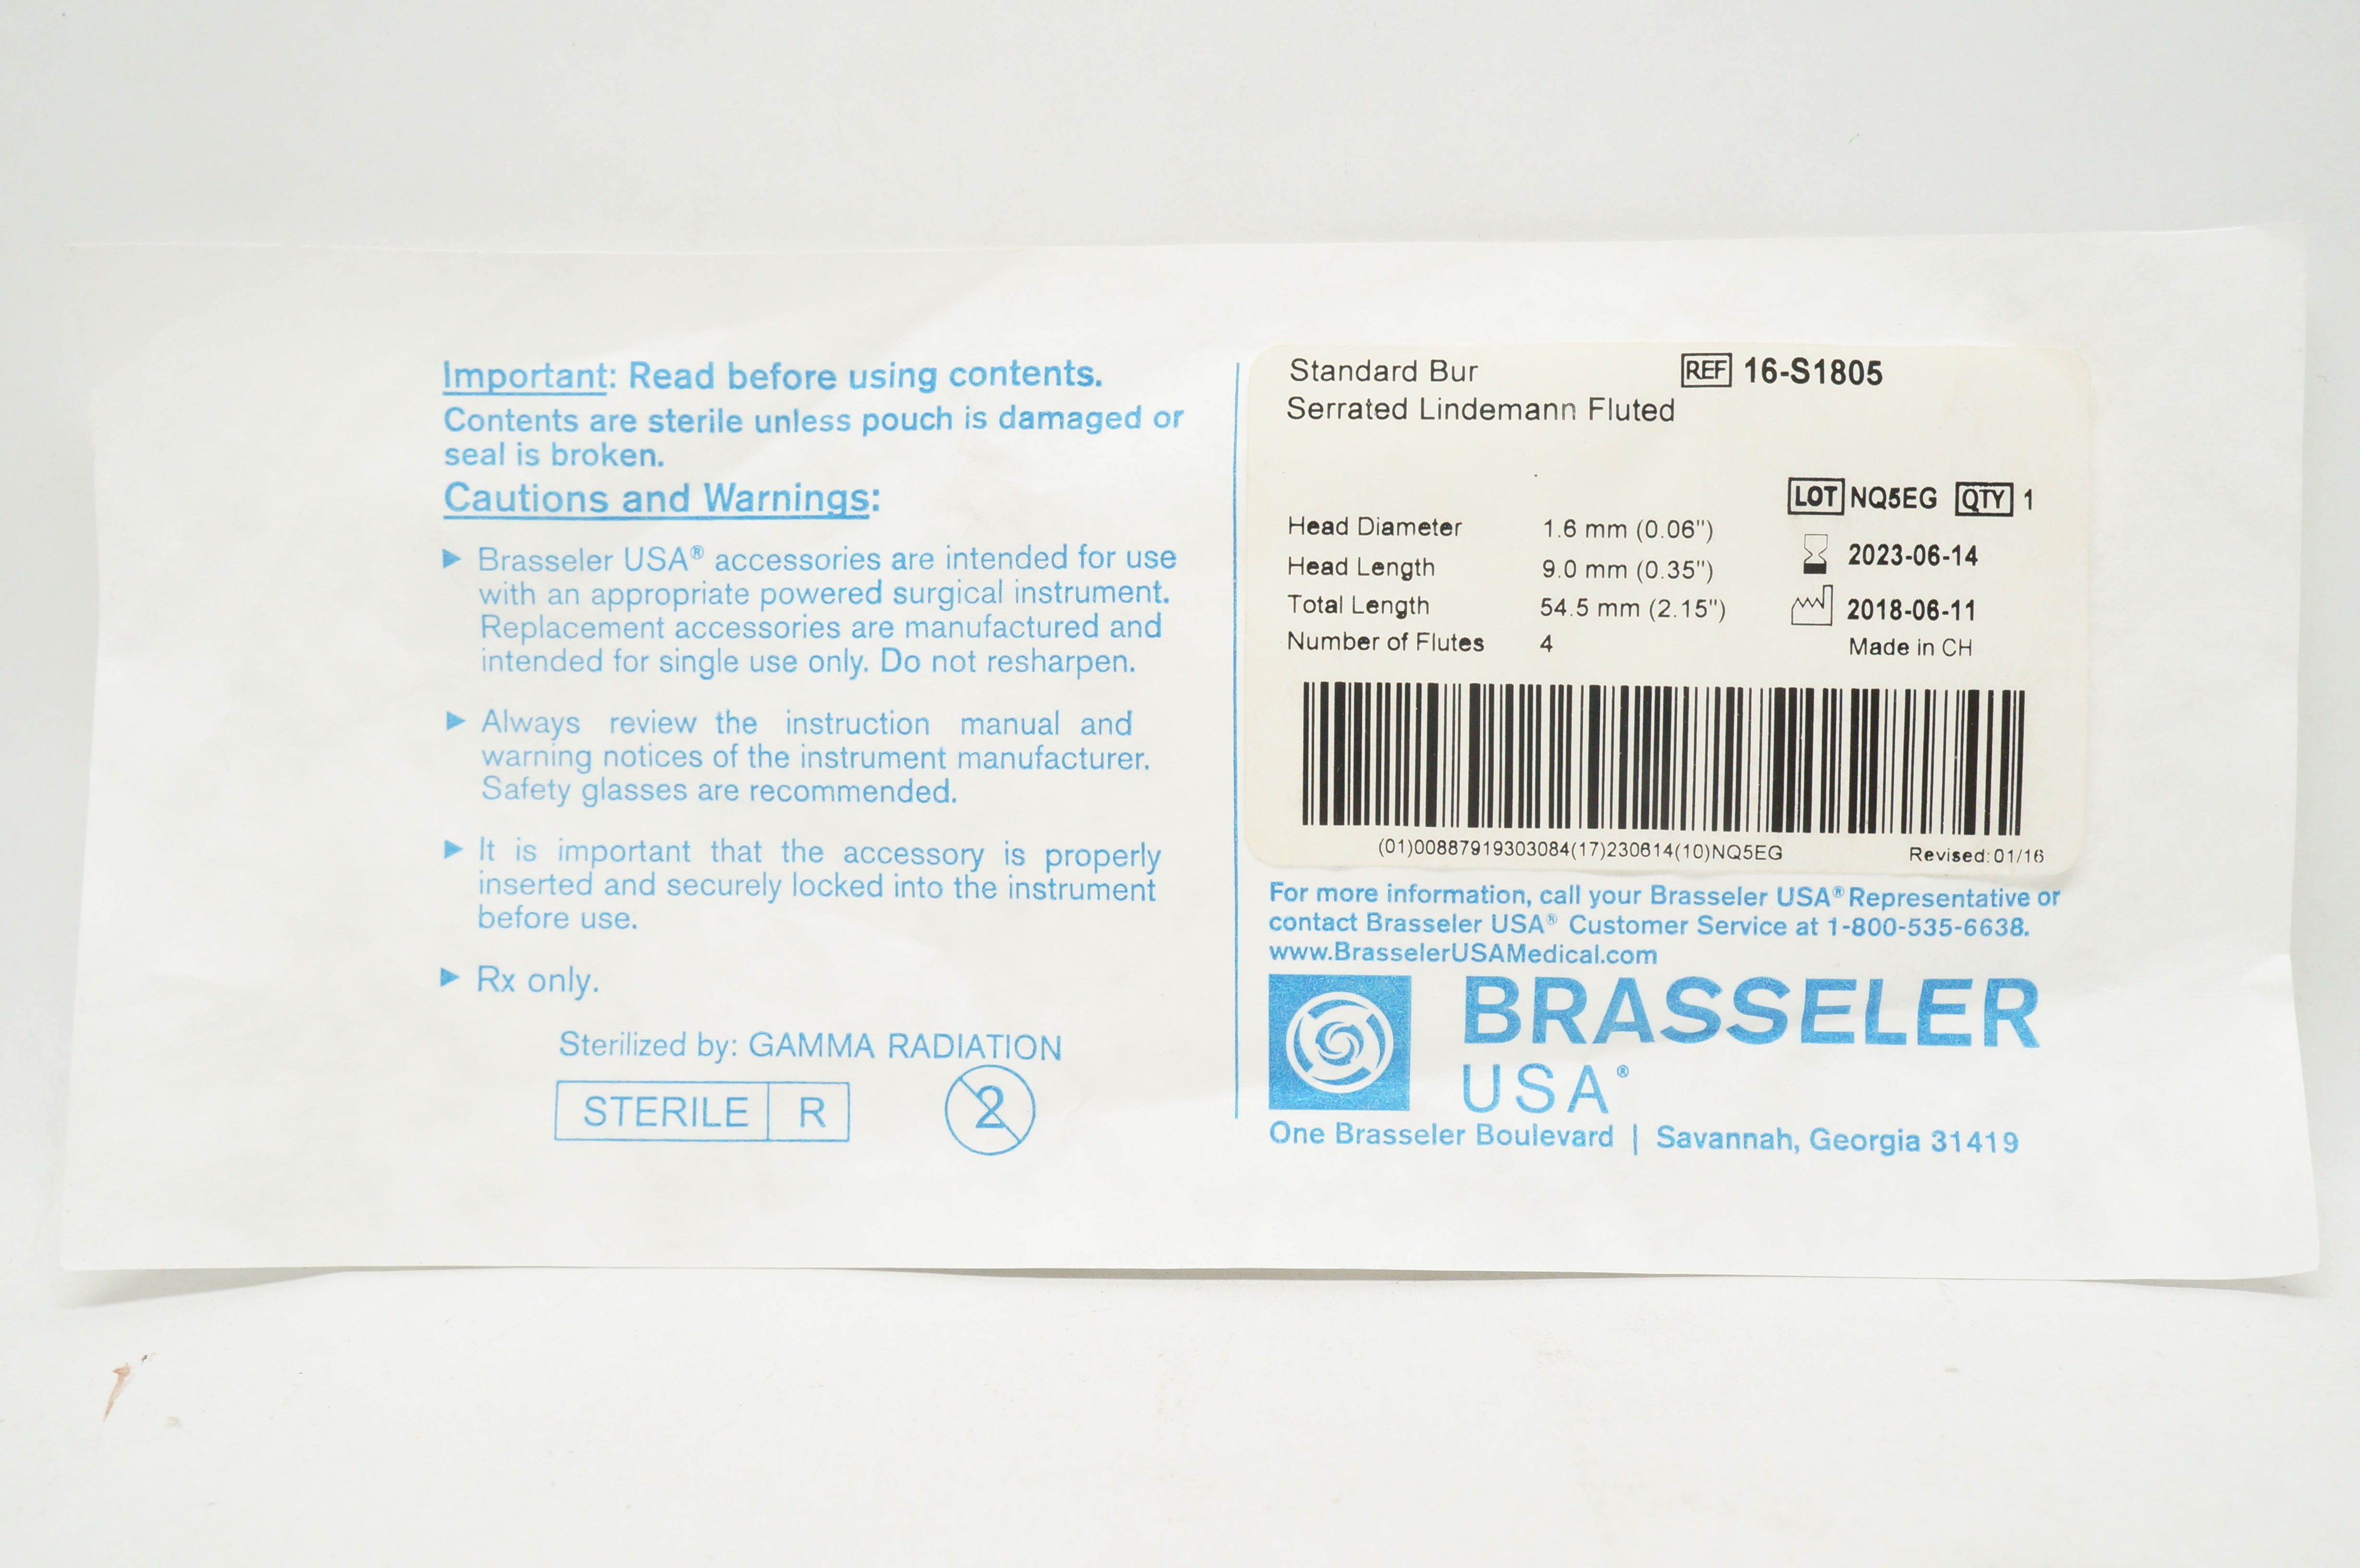 Important: Read before using contents.
Contents are sterile unless pouch is damaged or
seal is broken.
Cautions and Warnings:
▶ Brasseler USA® accessories are intended for use
with an appropriate powered surgical instrument.
Replacement accessories are manufactured and
intended for single use only. Do not resharpen.
▶ Always review the instruction manual and
warning notices of the instrument manufacturer.
Safety glasses are recommended.
▶ It is important that the accessory is properly
inserted and securely locked into the instrument
before use.
▶ Rx only.
Sterilized by: GAMMA RADIATION
STERILE R
2
Standard Bur REF 16-S1805
Serrated Lindemann Fluted
LOT NQ5EG QTY 1
Head Diameter 1.6 mm (0.06")
2023-06-14
Head Length 9.0 mm (0.35")
Total Length 54.5 mm (2.15")
2018-06-11
Number of Flutes 4
Made in CH
(01)00887919303084(17)230614(10)NQ5EG
Revised: 01/16
For more information, call your Brasseler USA® Representative or
contact Brasseler USA® Customer Service at 1-800-535-6638.
www.BrasselerUSAMedical.com
BRASSELER
USA®
One Brasseler Boulevard | Savannah, Georgia 31419